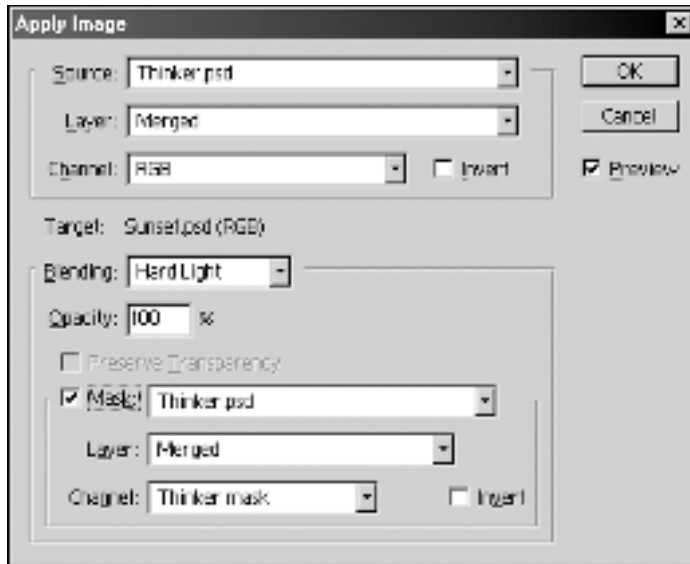 Apply Image
Source: Thinker.psd
OK
Layer: Merged
Cancel
Channel: RGB
Invert
Preview
Target: Sunset.psd (RGB)
Blending: Hard Light
Opacity: 100 %
Preserve Transparency
Mask: Thinker.psd
Layer: Merged
Channel: Thinker mask
Invert